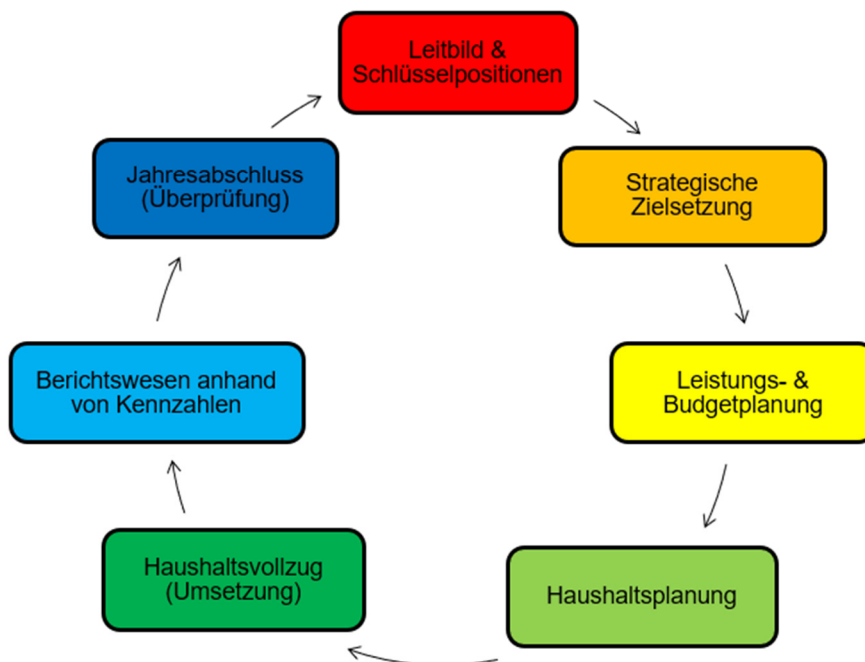 Leitbild &
Schlüsselpositionen
Strategische
Zielsetzung
Leistungs- &
Budgetplanung
Haushaltsplanung
Haushaltsvollzug
(Umsetzung)
Berichtswesen anhand
von Kennzahlen
Jahresabschluss
(Überprüfung)